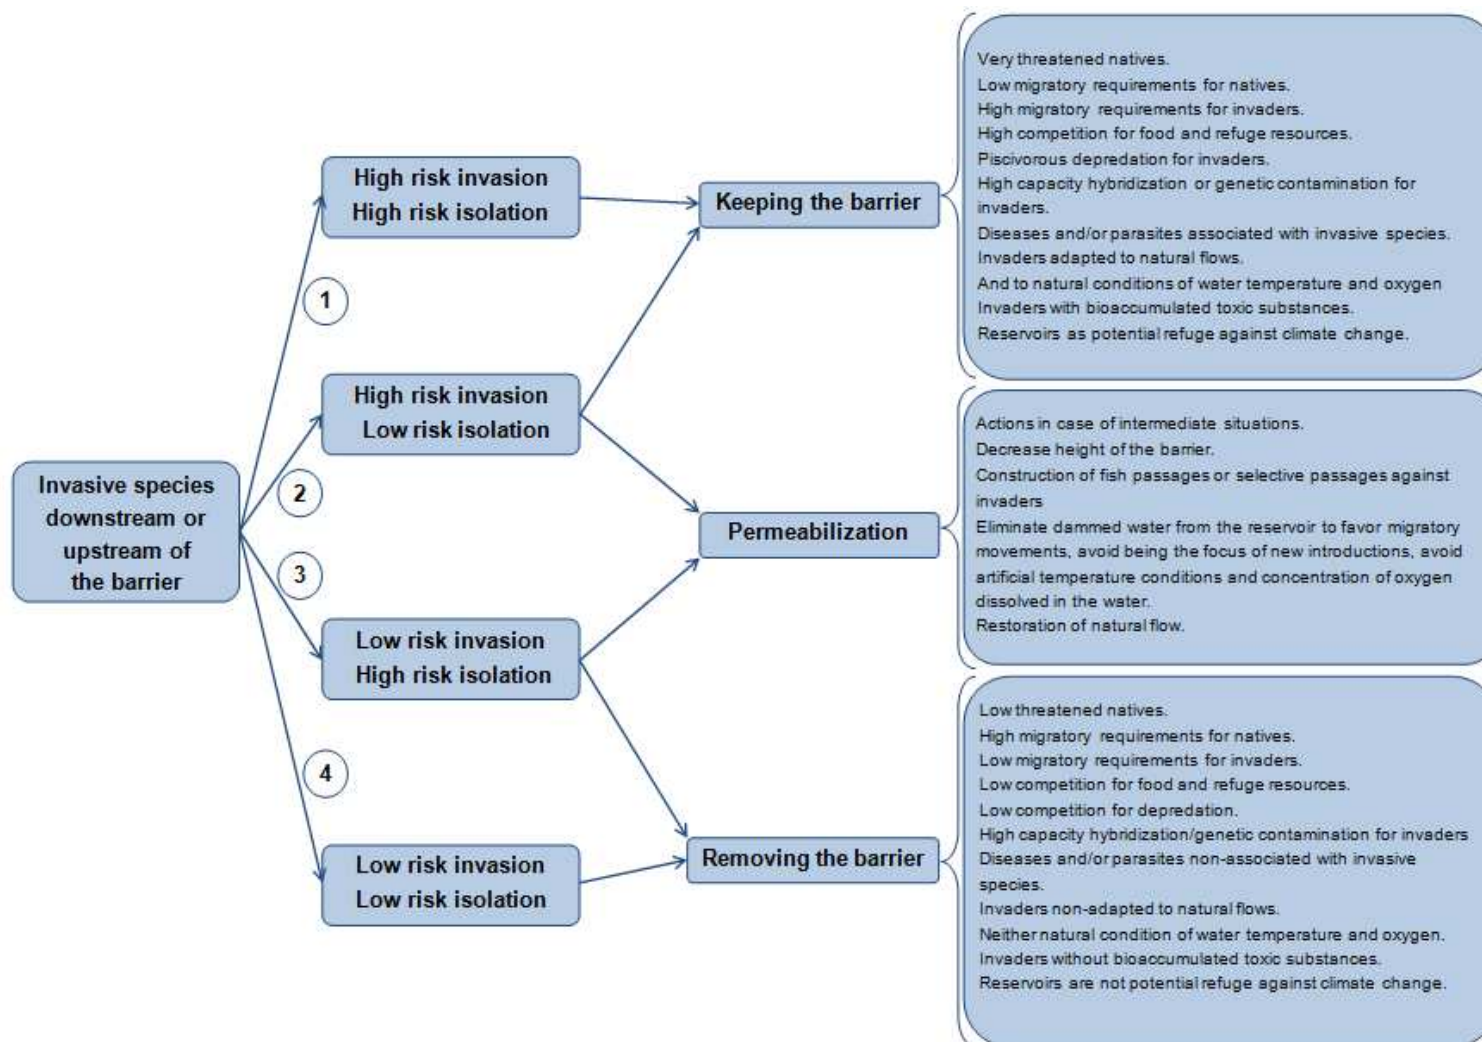 Invasive species
downstream or
upstream of
the barrier
1
2
3
4
High risk invasion
High risk isolation
High risk invasion
Low risk isolation
Low risk invasion
High risk isolation
Low risk invasion
Low risk isolation
Keeping the barrier
Permeabilization
Removing the barrier
Very threatened natives.
Low migratory requirements for natives.
High migratory requirements for invaders.
High competition for food and refuge resources.
Piscivorous depredation for invaders.
High capacity hybridization or genetic contamination for
invaders.
Diseases and/or parasites associated with invasive species.
Invaders adapted to natural flows.
And to natural conditions of water temperature and oxygen
Invaders with bioaccumulated toxic substances.
Reservoirs as potential refuge against climate change.
Actions in case of intermediate situations.
Decrease height of the barrier.
Construction of fish passages or selective passages against
invaders
Eliminate dammed water from the reservoir to favor migratory
movements, avoid being the focus of new introductions, avoid
artificial temperature conditions and concentration of oxygen
dissolved in the water.
Restoration of natural flow.
Low threatened natives.
High migratory requirements for natives.
Low migratory requirements for invaders.
Low competition for food and refuge resources.
Low competition for depredation.
High capacity hybridization/genetic contamination for invaders
Diseases and/or parasites non-associated with invasive
species.
Invaders non-adapted to natural flows.
Neither natural condition of water temperature and oxygen.
Invaders without bioaccumulated toxic substances.
Reservoirs are not potential refuge against climate change.